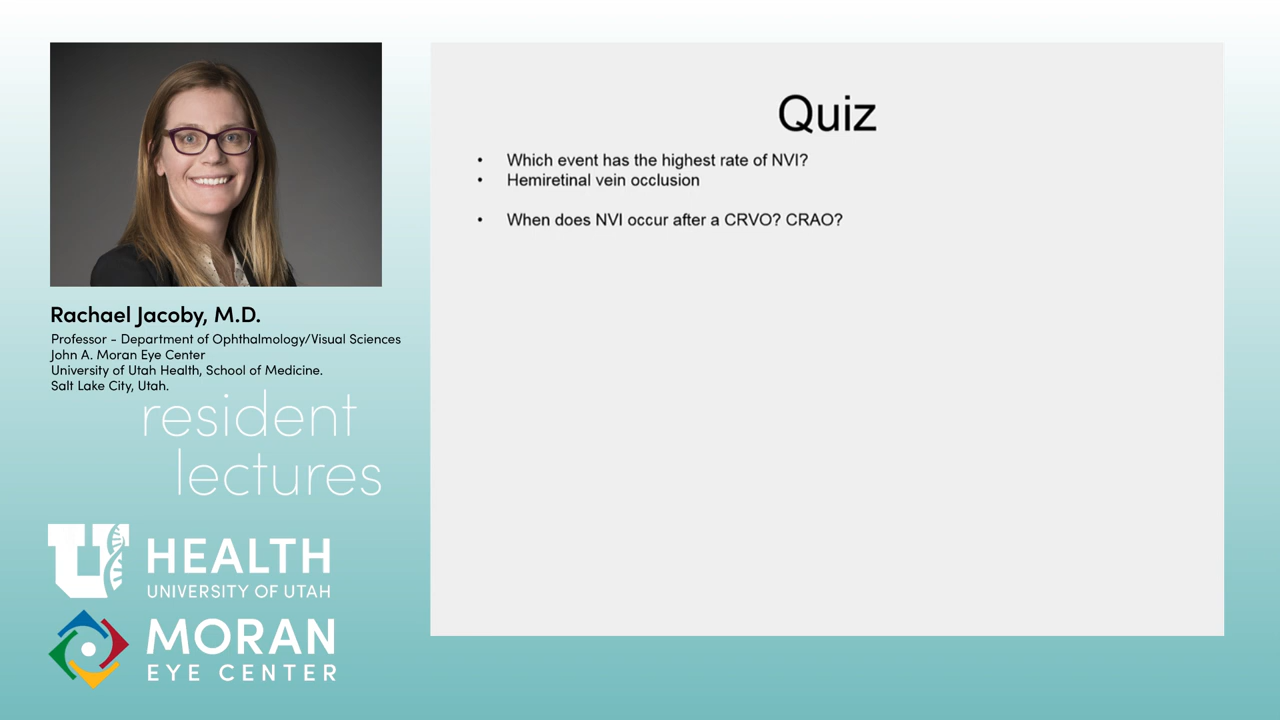 Rachael Jacoby, M.D.
Professor - Department of Ophthalmology/Visual Sciences
John A. Moran Eye Center
University of Utah Health, School of Medicine.
Salt Lake City, Utah.
resident
lectures
U HEALTH
UNIVERSITY OF UTAH
MORAN
EYE CENTER
Quiz
• Which event has the highest rate of NVI?
• Hemiretinal vein occlusion
• When does NVI occur after a CRVO? CRAO?